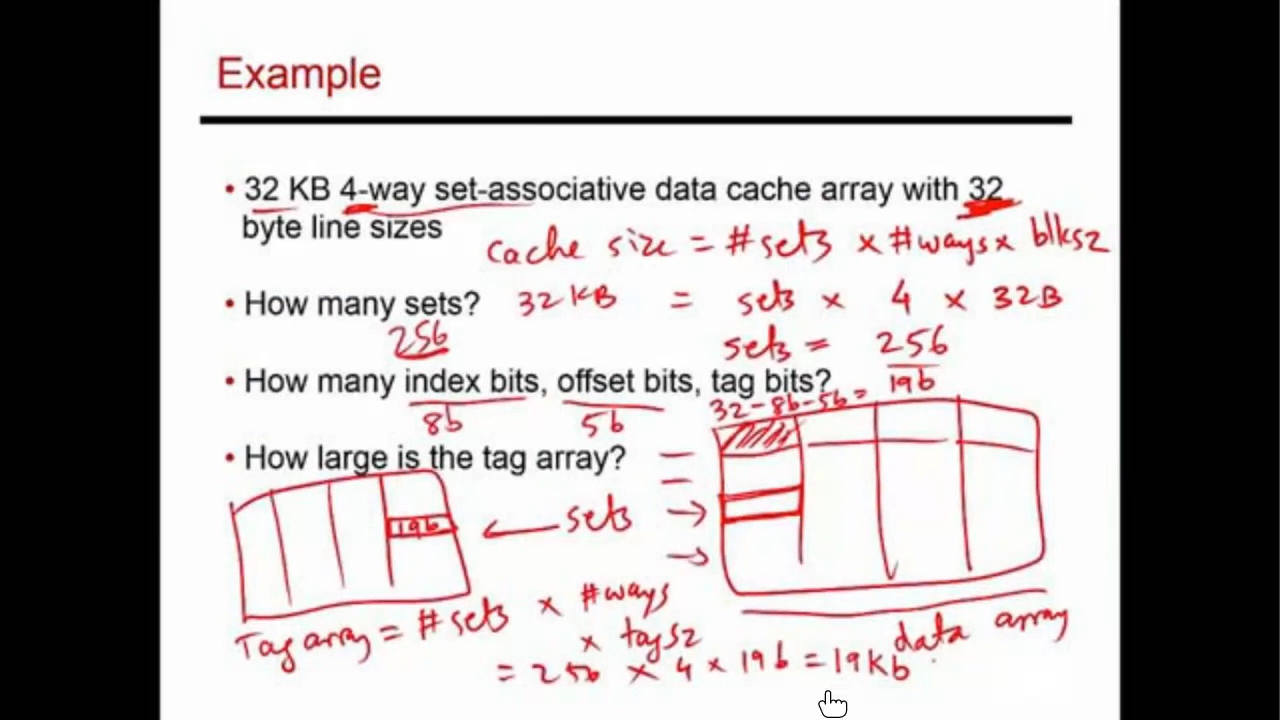 Example
• 32 KB 4-way set-associative data cache array with 32
byte line sizes
cache size = #sets × #ways × blksz
• How many sets? 32 KB = sets × 4 × 32B
256
sets = 256
• How many index bits, offset bits, tag bits?
8b 5b 32-8b-5b= 19b
• How large is the tag array?
19b
← sets →
Tag array = #sets × #ways
× tagsz
data array
= 256 × 4 × 19b = 19Kb